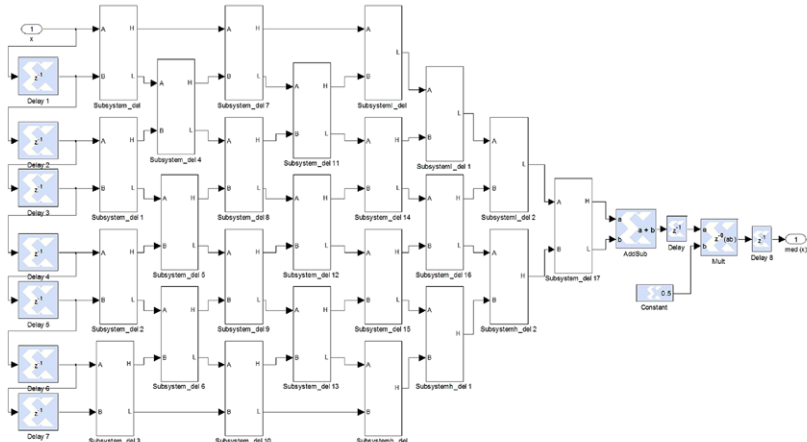 1
x
z⁻¹
Delay 1
z⁻¹
Delay 2
z⁻¹
Delay 3
z⁻¹
Delay 4
z⁻¹
Delay 5
z⁻¹
Delay 6
z⁻¹
Delay 7
A
H
B
L
Subsystem_del
A
H
B
L
Subsystem_del 1
A
H
B
L
Subsystem_del 2
A
H
B
L
Subsystem_del 3
A
H
B
L
Subsystem_del 4
A
H
B
L
Subsystem_del 5
A
H
B
L
Subsystem_del 6
A
H
B
L
Subsystem_del 7
A
H
B
L
Subsystem_del 8
A
H
B
L
Subsystem_del 9
A
H
B
L
Subsystem_del 10
A
H
B
L
Subsystem_del 11
A
H
B
L
Subsystem_del 12
A
H
B
L
Subsystem_del 13
A
L
B
Subsysteml_del
A
H
B
L
Subsystem_del 14
A
H
B
L
Subsystem_del 15
A
H
B
Subsystemh_del
A
L
B
Subsysteml_del 1
A
H
B
L
Subsystem_del 16
A
H
B
Subsystemh_del 1
A
L
B
Subsysteml_del 2
A
H
B
Subsystemh_del 2
A
H
B
L
Subsystem_del 17
a
b
a + b
AddSub
z⁻¹
Delay
0.5
Constant
a
b
z⁻⁰(ab)
Mult
z⁻¹
Delay 8
1
med (x)